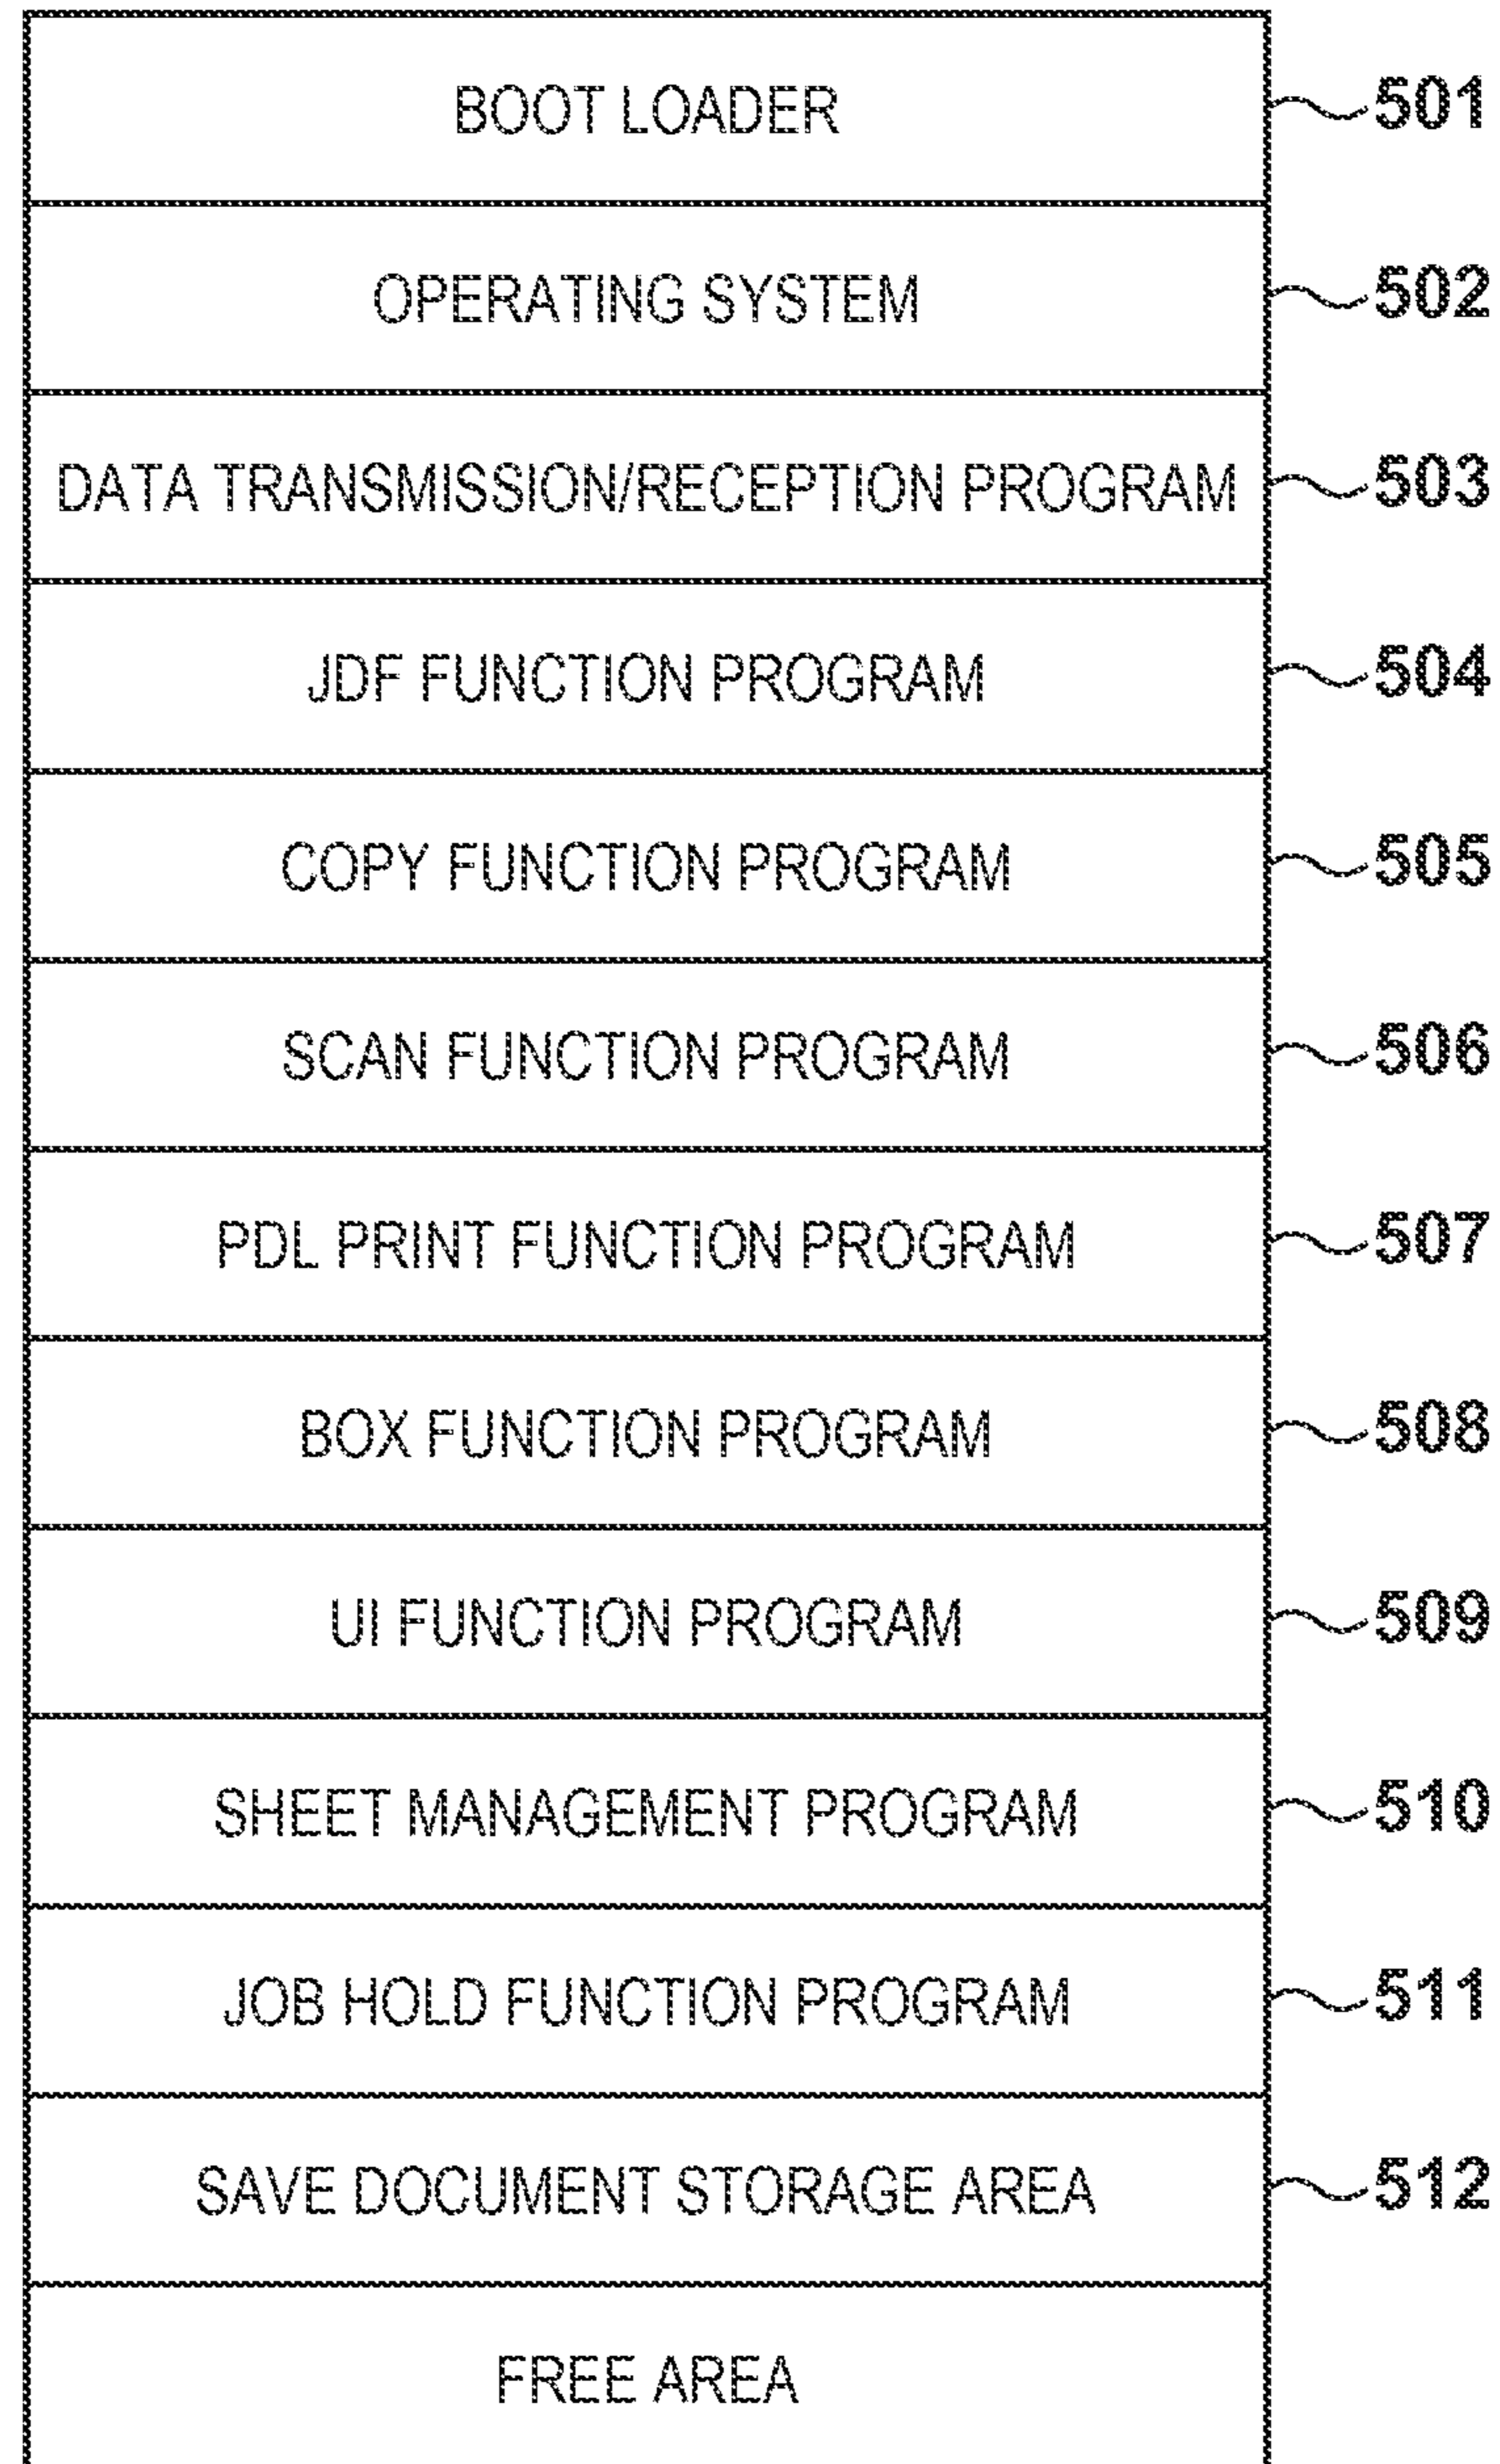 BOOT LOADER 501
OPERATING SYSTEM 502
DATA TRANSMISSION/RECEPTION PROGRAM 503
JDF FUNCTION PROGRAM 504
COPY FUNCTION PROGRAM 505
SCAN FUNCTION PROGRAM 506
PDL PRINT FUNCTION PROGRAM 507
BOX FUNCTION PROGRAM 508
UI FUNCTION PROGRAM 509
SHEET MANAGEMENT PROGRAM 510
JOB HOLD FUNCTION PROGRAM 511
SAVE DOCUMENT STORAGE AREA 512
FREE AREA